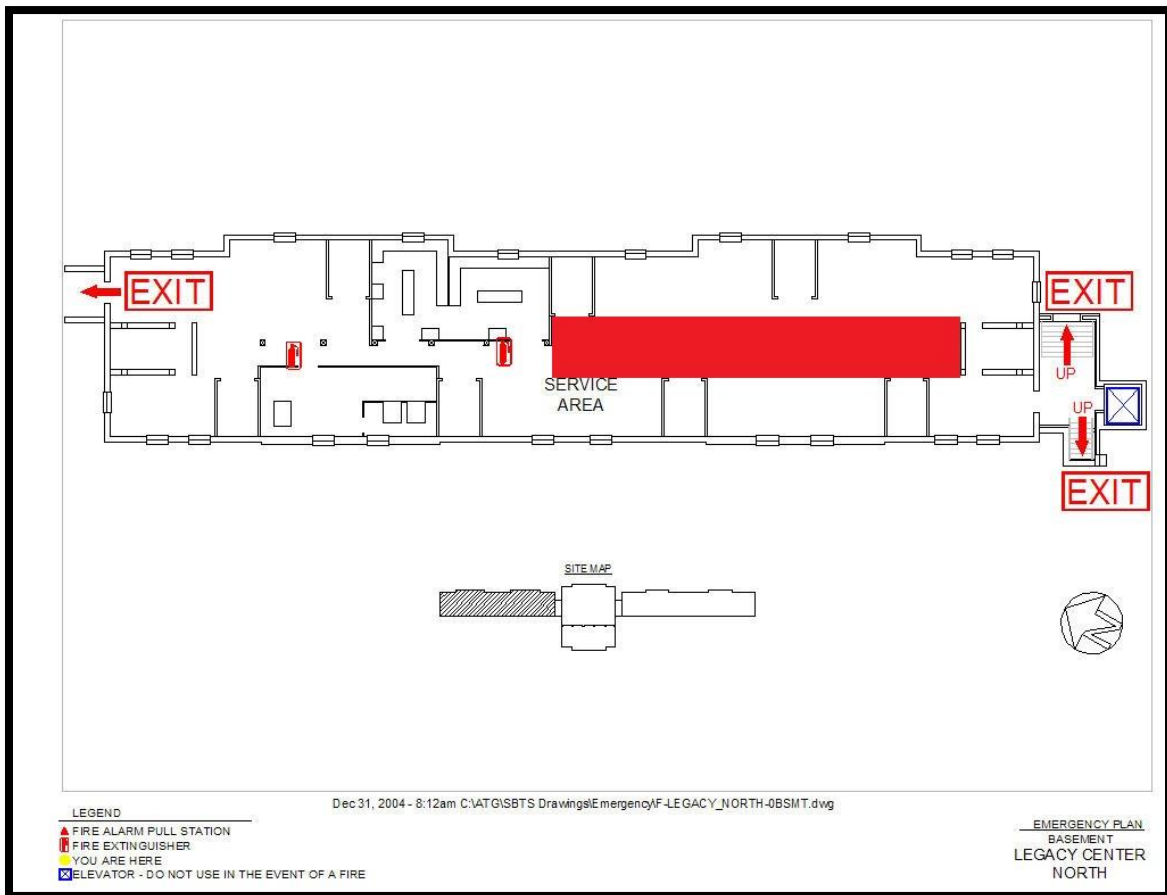 EXIT
EXIT
UP
SERVICE
AREA
UP
EXIT
SITE MAP
Dec 31, 2004 - 8:12am C:\ATG\SBTS Drawings\Emergency\F-LEGACY_NORTH-0BSMT.dwg
LEGEND
FIRE ALARM PULL STATION
FIRE EXTINGUISHER
YOU ARE HERE
ELEVATOR - DO NOT USE IN THE EVENT OF A FIRE
EMERGENCY PLAN
BASEMENT
LEGACY CENTER
NORTH